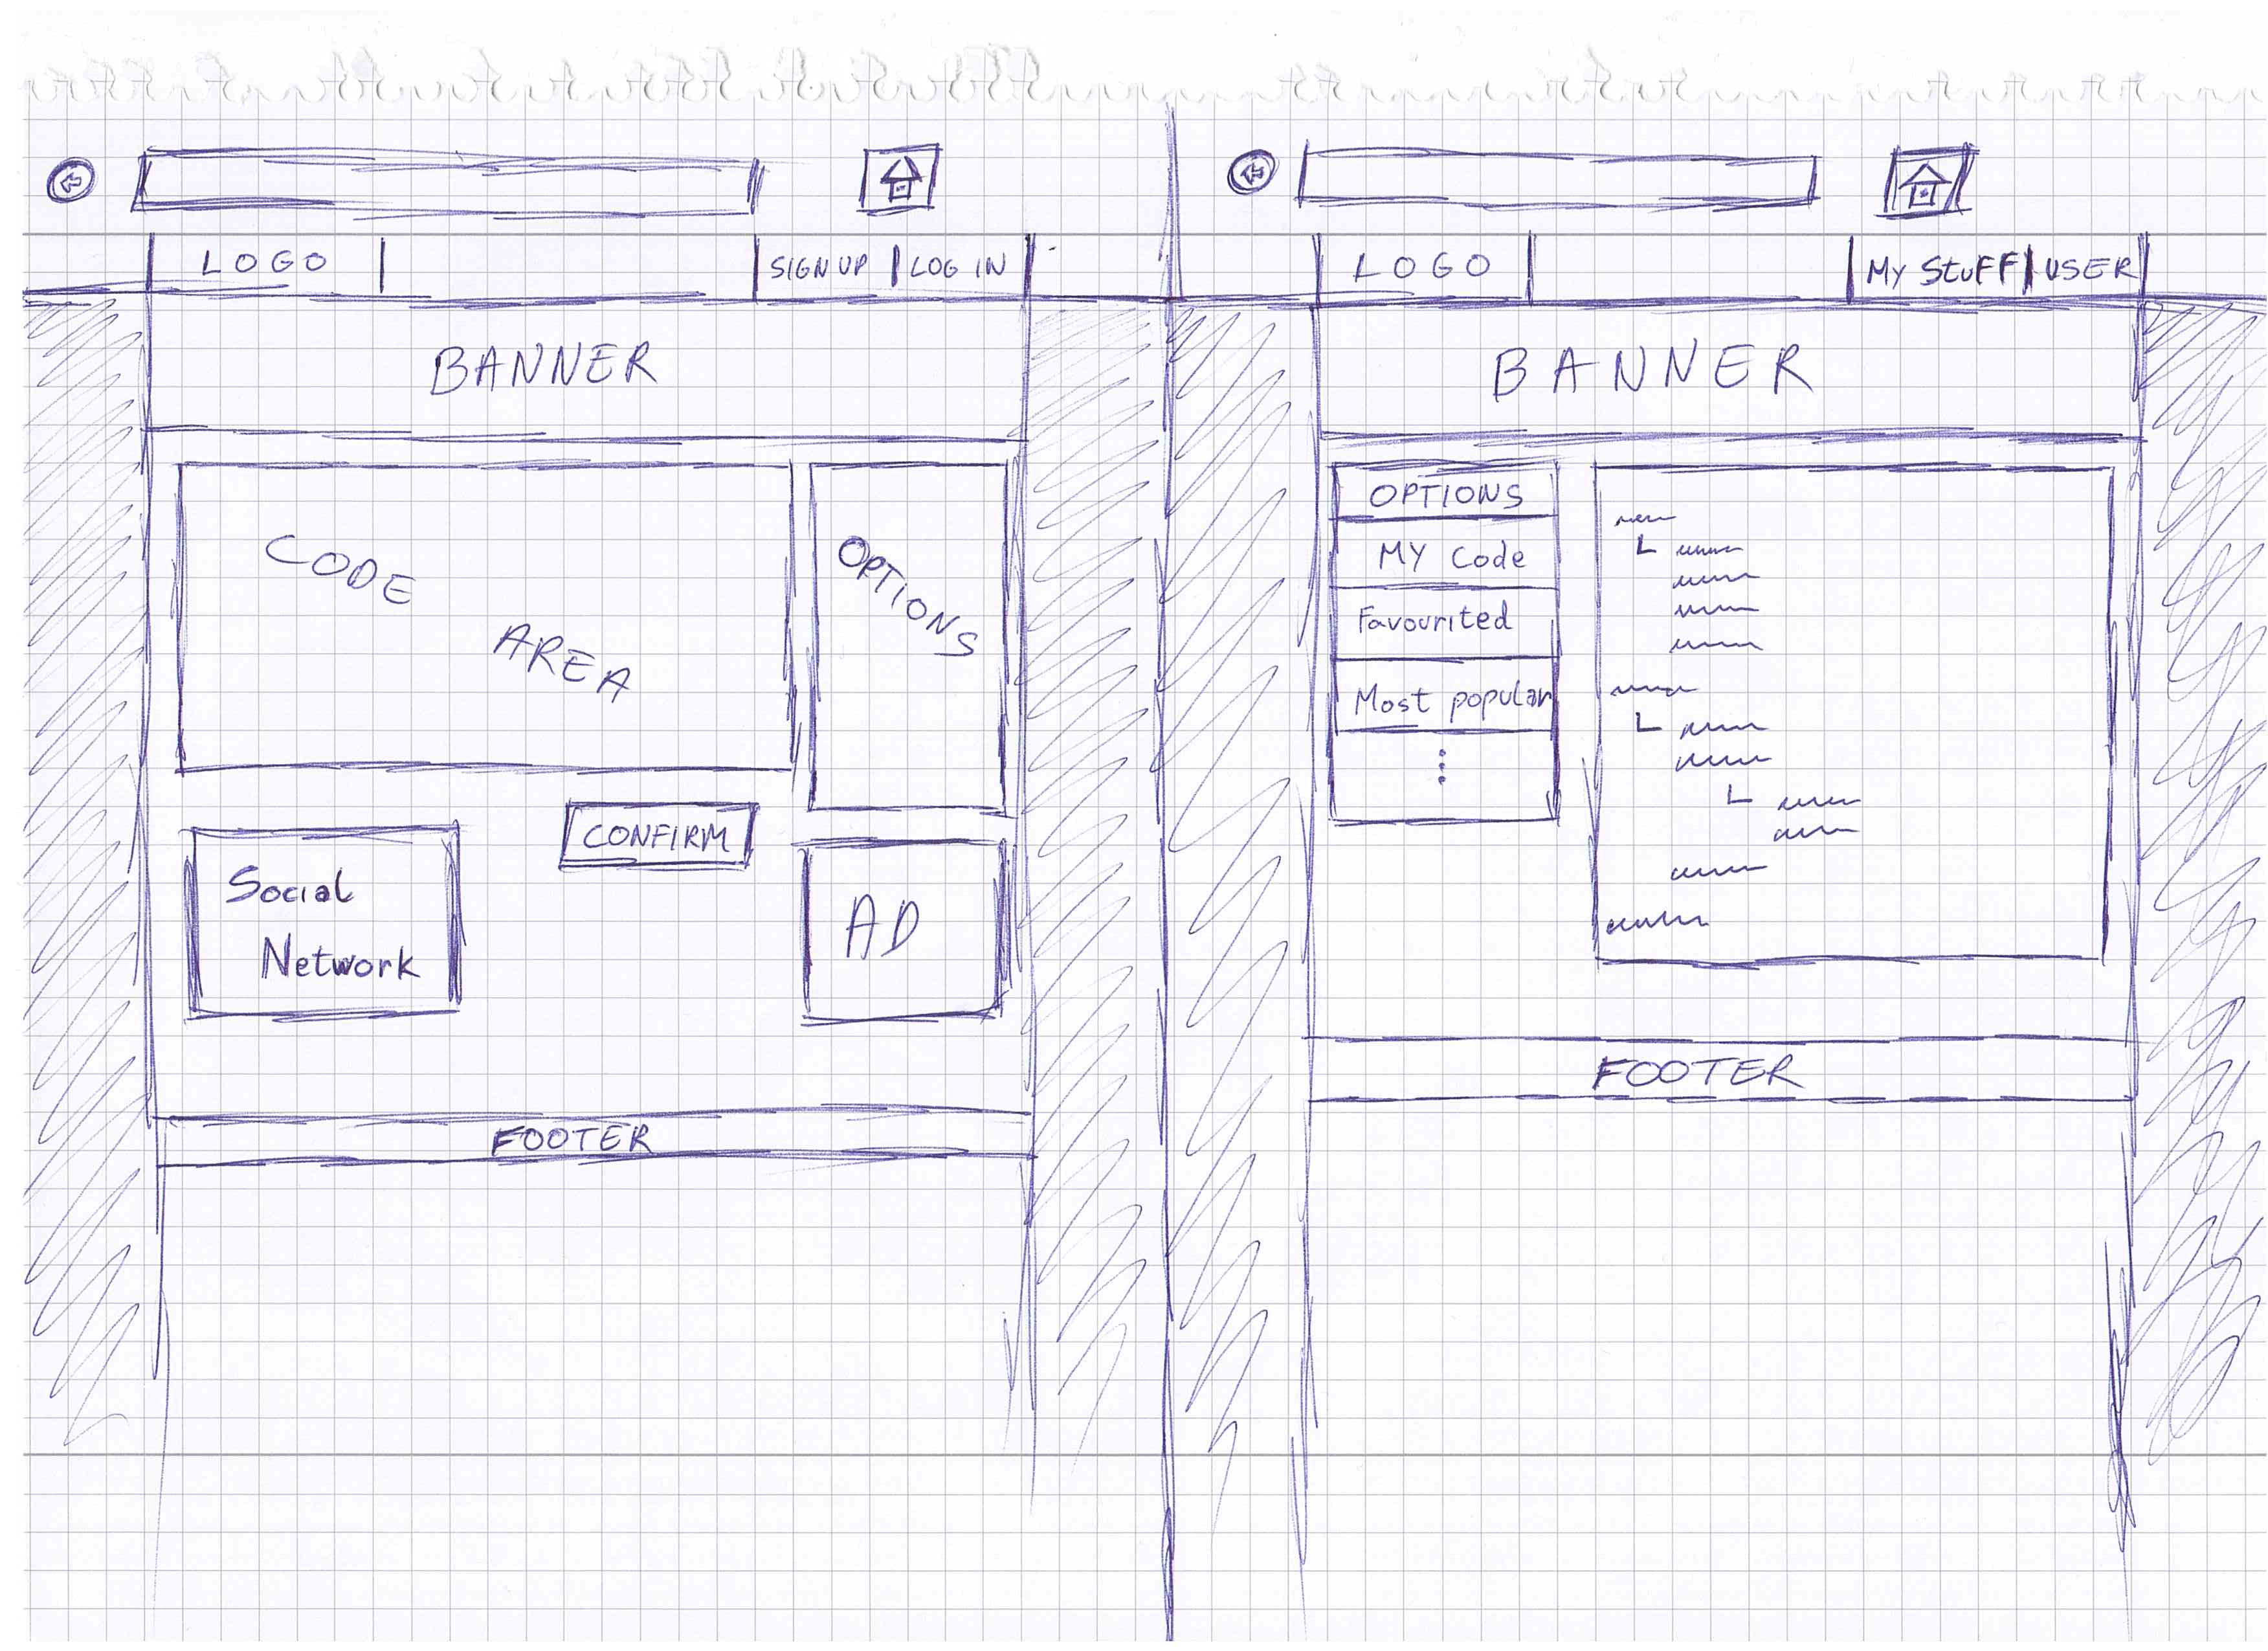 LOGO
SIGN UP
LOG IN
BANNER
CODE
AREA
OPTIONS
CONFIRM
Social
Network
AD
FOOTER
LOGO
My Stuff
USER
BANNER
OPTIONS
MY Code
Favourited
Most popular
FOOTER